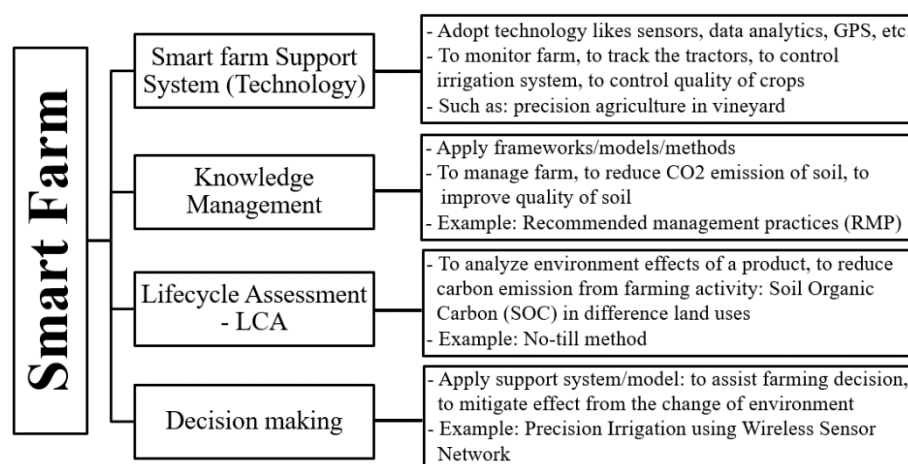 Smart Farm
Smart farm Support
System (Technology)
- Adopt technology likes sensors, data analytics, GPS, etc.
- To monitor farm, to track the tractors, to control
irrigation system, to control quality of crops
- Such as: precision agriculture in vineyard
Knowledge
Management
- Apply frameworks/models/methods
- To manage farm, to reduce CO2 emission of soil, to
improve quality of soil
- Example: Recommended management practices (RMP)
Lifecycle Assessment
- LCA
- To analyze environment effects of a product, to reduce
carbon emission from farming activity: Soil Organic
Carbon (SOC) in difference land uses
- Example: No-till method
Decision making
- Apply support system/model: to assist farming decision,
to mitigate effect from the change of environment
- Example: Precision Irrigation using Wireless Sensor
Network